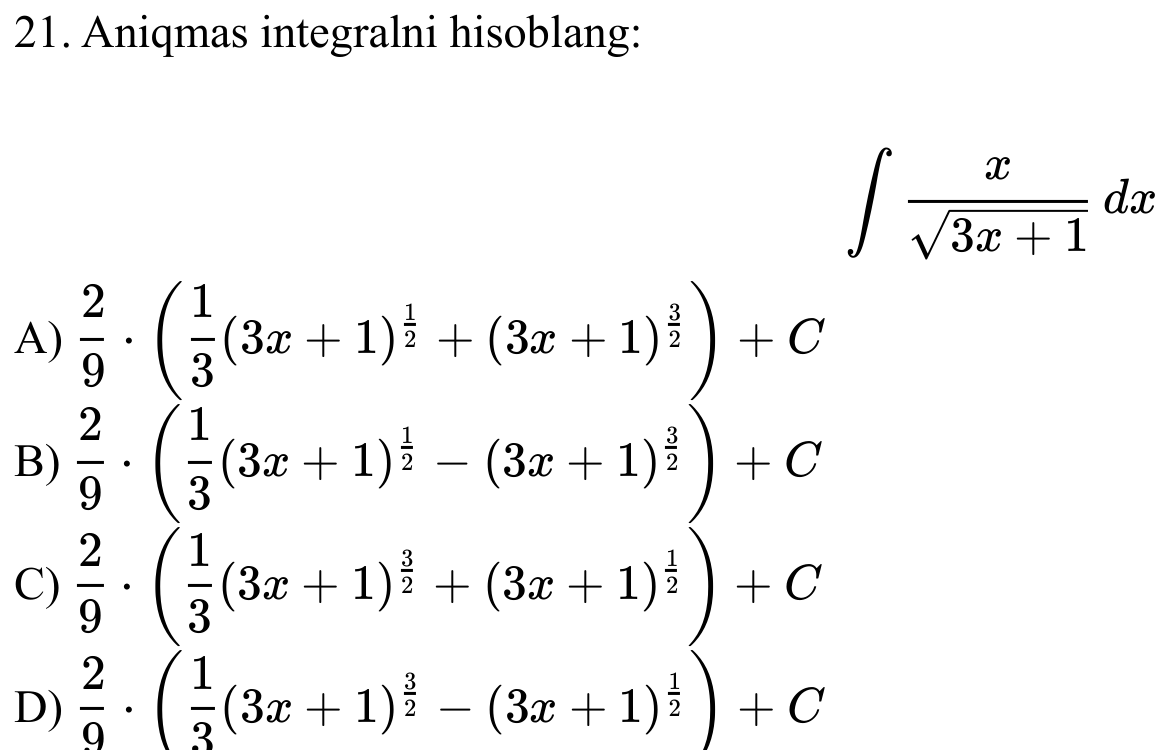 21. Aniqmas integralni hisoblang:
∫ x/√(3x + 1) dx
A) 2/9 · (1/3(3x + 1)^(1/2) + (3x + 1)^(3/2)) + C
B) 2/9 · (1/3(3x + 1)^(1/2) − (3x + 1)^(3/2)) + C
C) 2/9 · (1/3(3x + 1)^(3/2) + (3x + 1)^(1/2)) + C
D) 2/9 · (1/3(3x + 1)^(3/2) − (3x + 1)^(1/2)) + C